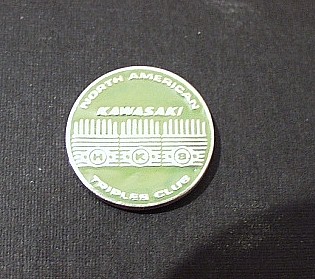 NORTH AMERICAN
KAWASAKI
H K S
TRIPLES CLUB